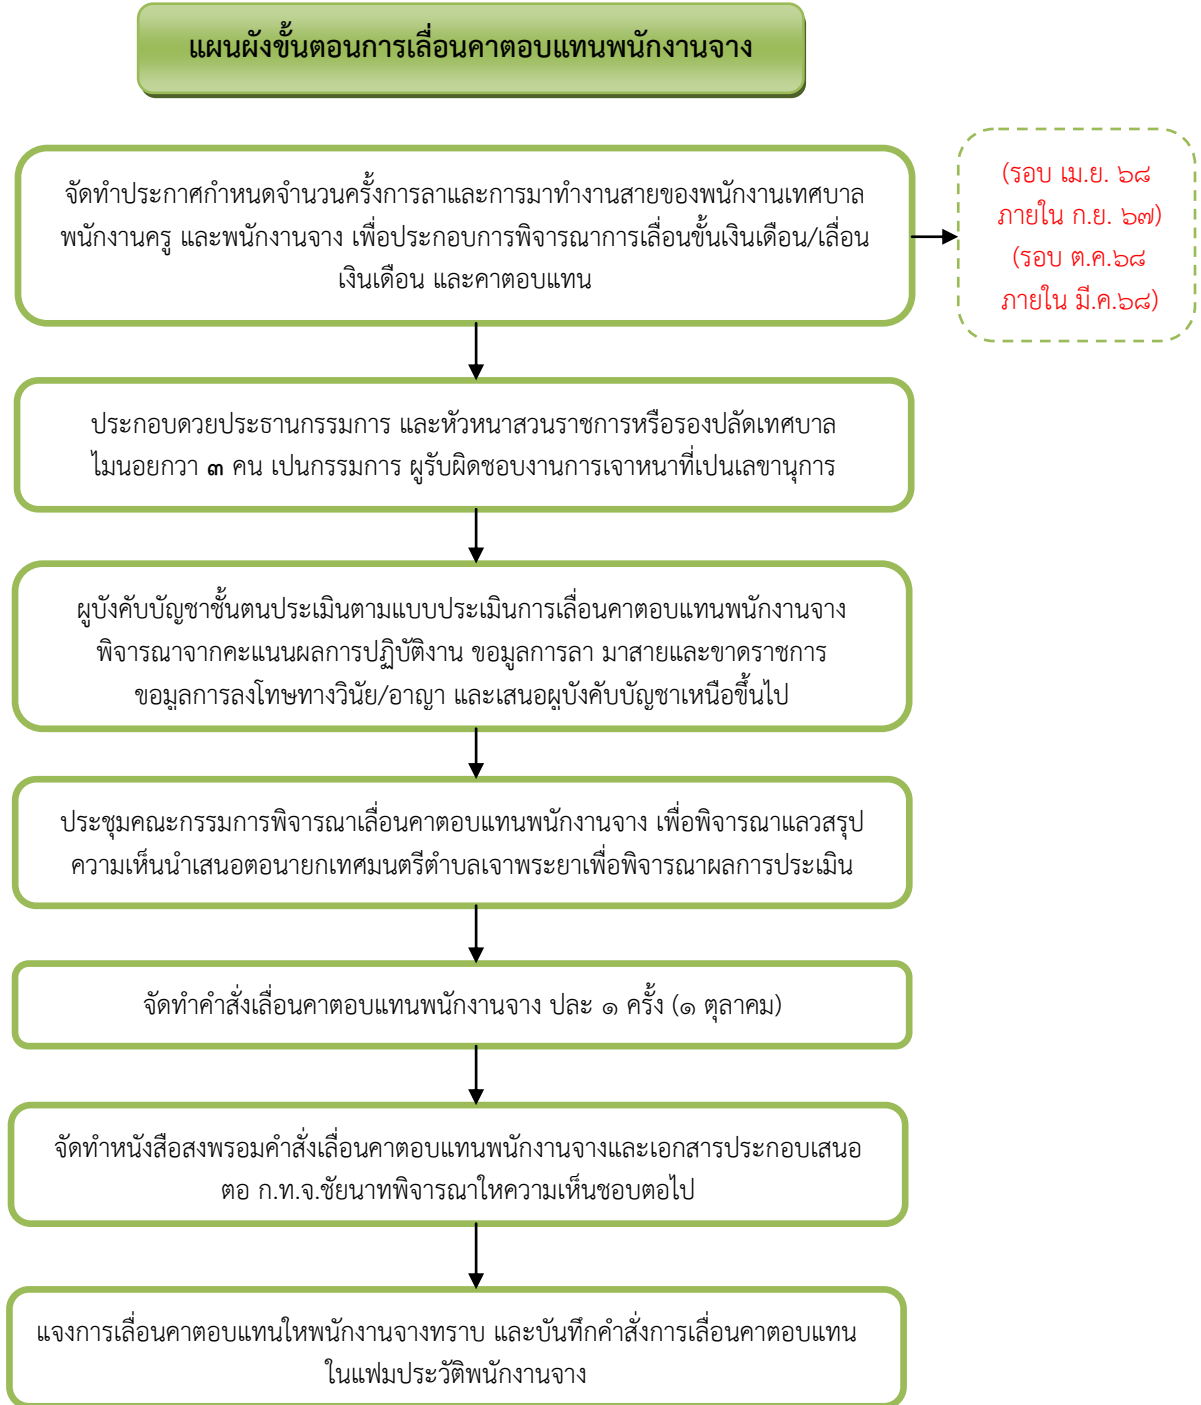 แผนผังขั้นตอนการเลื่อนคาตอบแทนพนักงานจาง
จัดทำประกาศกำหนดจำนวนครั้งการลาและการมาทำงานสายของพนักงานเทศบาล
พนักงานครู และพนักงานจาง เพื่อประกอบการพิจารณาการเลื่อนขั้นเงินเดือน/เลื่อน
เงินเดือน และคาตอบแทน
(รอบ เม.ย. ๖๘
ภายใน ก.ย. ๖๗)
(รอบ ต.ค.๖๘
ภายใน มี.ค.๖๘)
ประกอบดวยประธานกรรมการ และหัวหนาสวนราชการหรือรองปลัดเทศบาล
ไมนอยกวา ๓ คน เปนกรรมการ ผูรับผิดชอบงานการเจาหนาที่เปนเลขานุการ
ผูบังคับบัญชาชั้นตนประเมินตามแบบประเมินการเลื่อนคาตอบแทนพนักงานจาง
พิจารณาจากคะแนนผลการปฏิบัติงาน ขอมูลการลา มาสายและขาดราชการ
ขอมูลการลงโทษทางวินัย/อาญา และเสนอผูบังคับบัญชาเหนือขึ้นไป
ประชุมคณะกรรมการพิจารณาเลื่อนคาตอบแทนพนักงานจาง เพื่อพิจารณาแลวสรุป
ความเห็นนำเสนอตอนายกเทศมนตรีตำบลเจาพระยาเพื่อพิจารณาผลการประเมิน
จัดทำคำสั่งเลื่อนคาตอบแทนพนักงานจาง ปละ ๑ ครั้ง (๑ ตุลาคม)
จัดทำหนังสือสงพรอมคำสั่งเลื่อนคาตอบแทนพนักงานจางและเอกสารประกอบเสนอ
ตอ ก.ท.จ.ชัยนาทพิจารณาใหความเห็นชอบตอไป
แจงการเลื่อนคาตอบแทนใหพนักงานจางทราบ และบันทึกคำสั่งการเลื่อนคาตอบแทน
ในแฟมประวัติพนักงานจาง